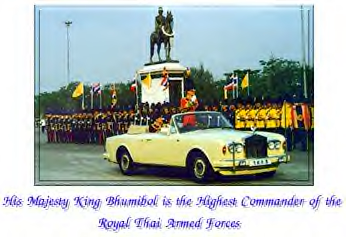 His Majesty King Bhumibol is the Highest Commander of the
Royal Thai Armed Forces